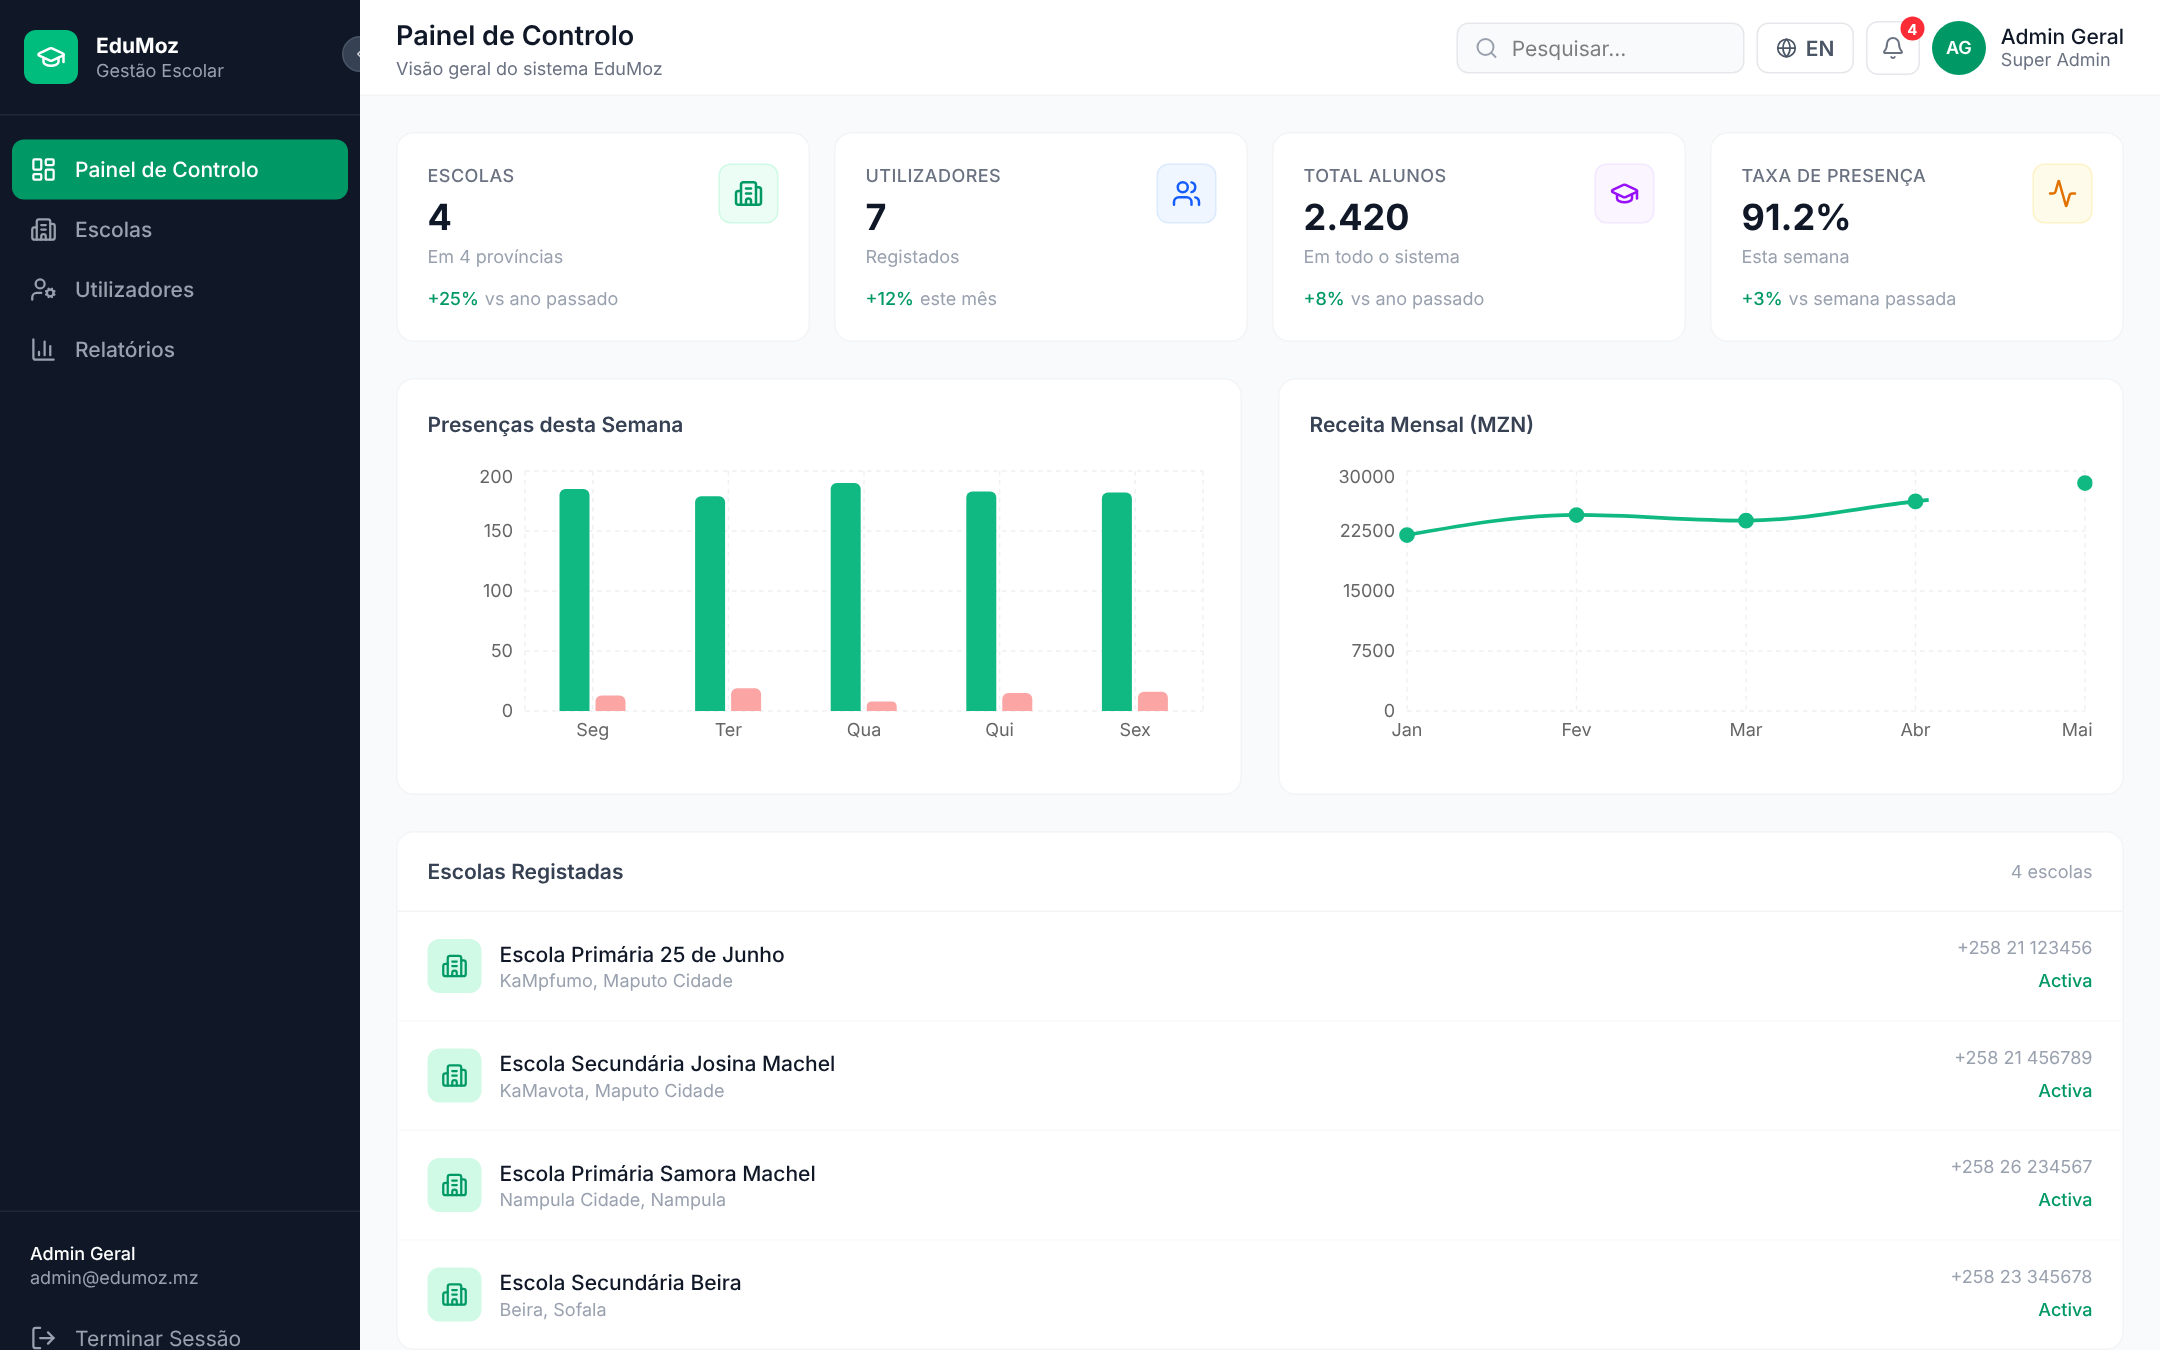 EduMoz
Gestão Escolar
Painel de Controlo
Escolas
Utilizadores
Relatórios
Admin Geral
admin@edumoz.mz
Terminar Sessão
Painel de Controlo
Visão geral do sistema EduMoz
Pesquisar...
EN
4
AG
Admin Geral
Super Admin
ESCOLAS
4
Em 4 províncias
+25% vs ano passado
UTILIZADORES
7
Registados
+12% este mês
TOTAL ALUNOS
2.420
Em todo o sistema
+8% vs ano passado
TAXA DE PRESENÇA
91.2%
Esta semana
+3% vs semana passada
Presenças desta Semana
200
150
100
50
0
Seg Ter Qua Qui Sex
Receita Mensal (MZN)
30000
22500
15000
7500
0
Jan Fev Mar Abr Mai
Escolas Registadas
4 escolas
Escola Primária 25 de Junho
KaMpfumo, Maputo Cidade
+258 21 123456
Activa
Escola Secundária Josina Machel
KaMavota, Maputo Cidade
+258 21 456789
Activa
Escola Primária Samora Machel
Nampula Cidade, Nampula
+258 26 234567
Activa
Escola Secundária Beira
Beira, Sofala
+258 23 345678
Activa